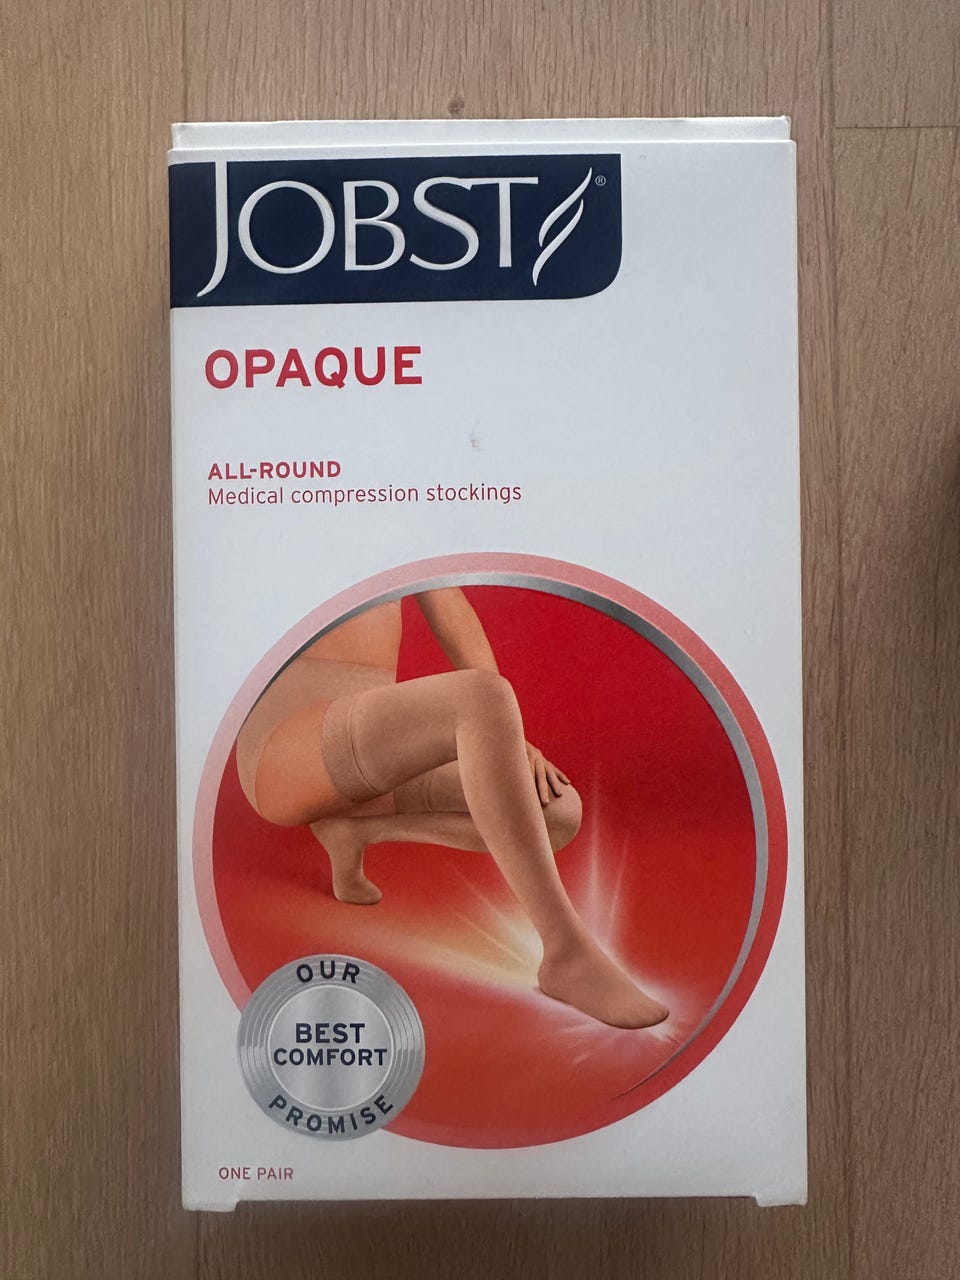 JOBST®
OPAQUE
ALL-ROUND
Medical compression stockings
OUR
BEST
COMFORT
PROMISE
ONE PAIR